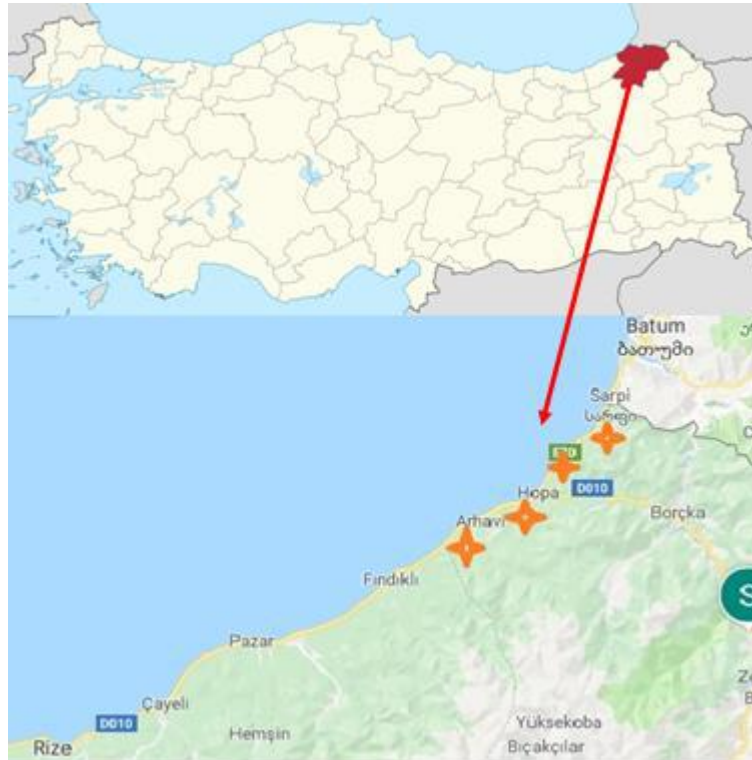 Batum
ბათუმი
Sarpi
სარფი
Hopa
D010
Borçka
Arhavi
Fındıklı
S
Pazar
Çayeli
D010
Hemşin
Rize
Yüksekoba
Bıçakçılar